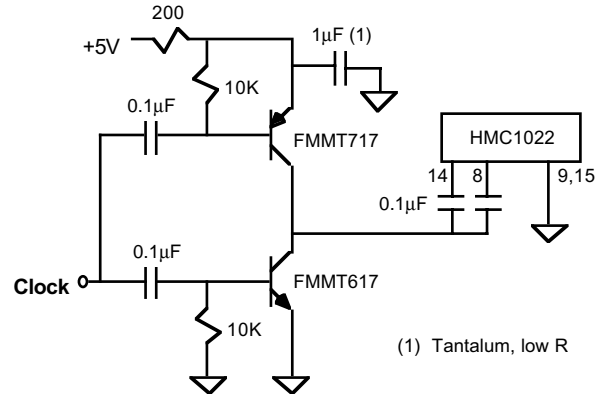 200
+5V
1μF (1)
10K
0.1μF
FMMT717
HMC1022
14
8
9,15
0.1μF
0.1μF
Clock
FMMT617
10K
(1) Tantalum, low R